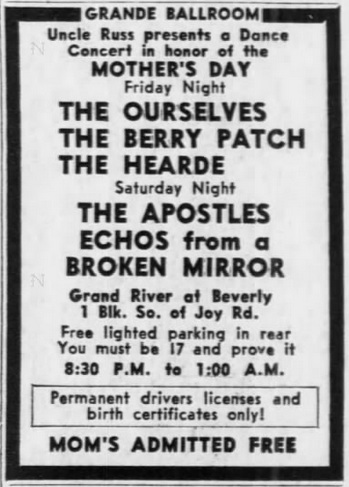 GRANDE BALLROOM
Uncle Russ presents a Dance
Concert in honor of the
MOTHER'S DAY
Friday Night
THE OURSELVES
THE BERRY PATCH
THE HEARDE
Saturday Night
THE APOSTLES
ECHOS from a
BROKEN MIRROR
Grand River at Beverly
1 Blk. So. of Joy Rd.
Free lighted parking in rear
You must be 17 and prove it
8:30 P.M. to 1:00 A.M.
Permanent drivers licenses and
birth certificates only!
MOM'S ADMITTED FREE